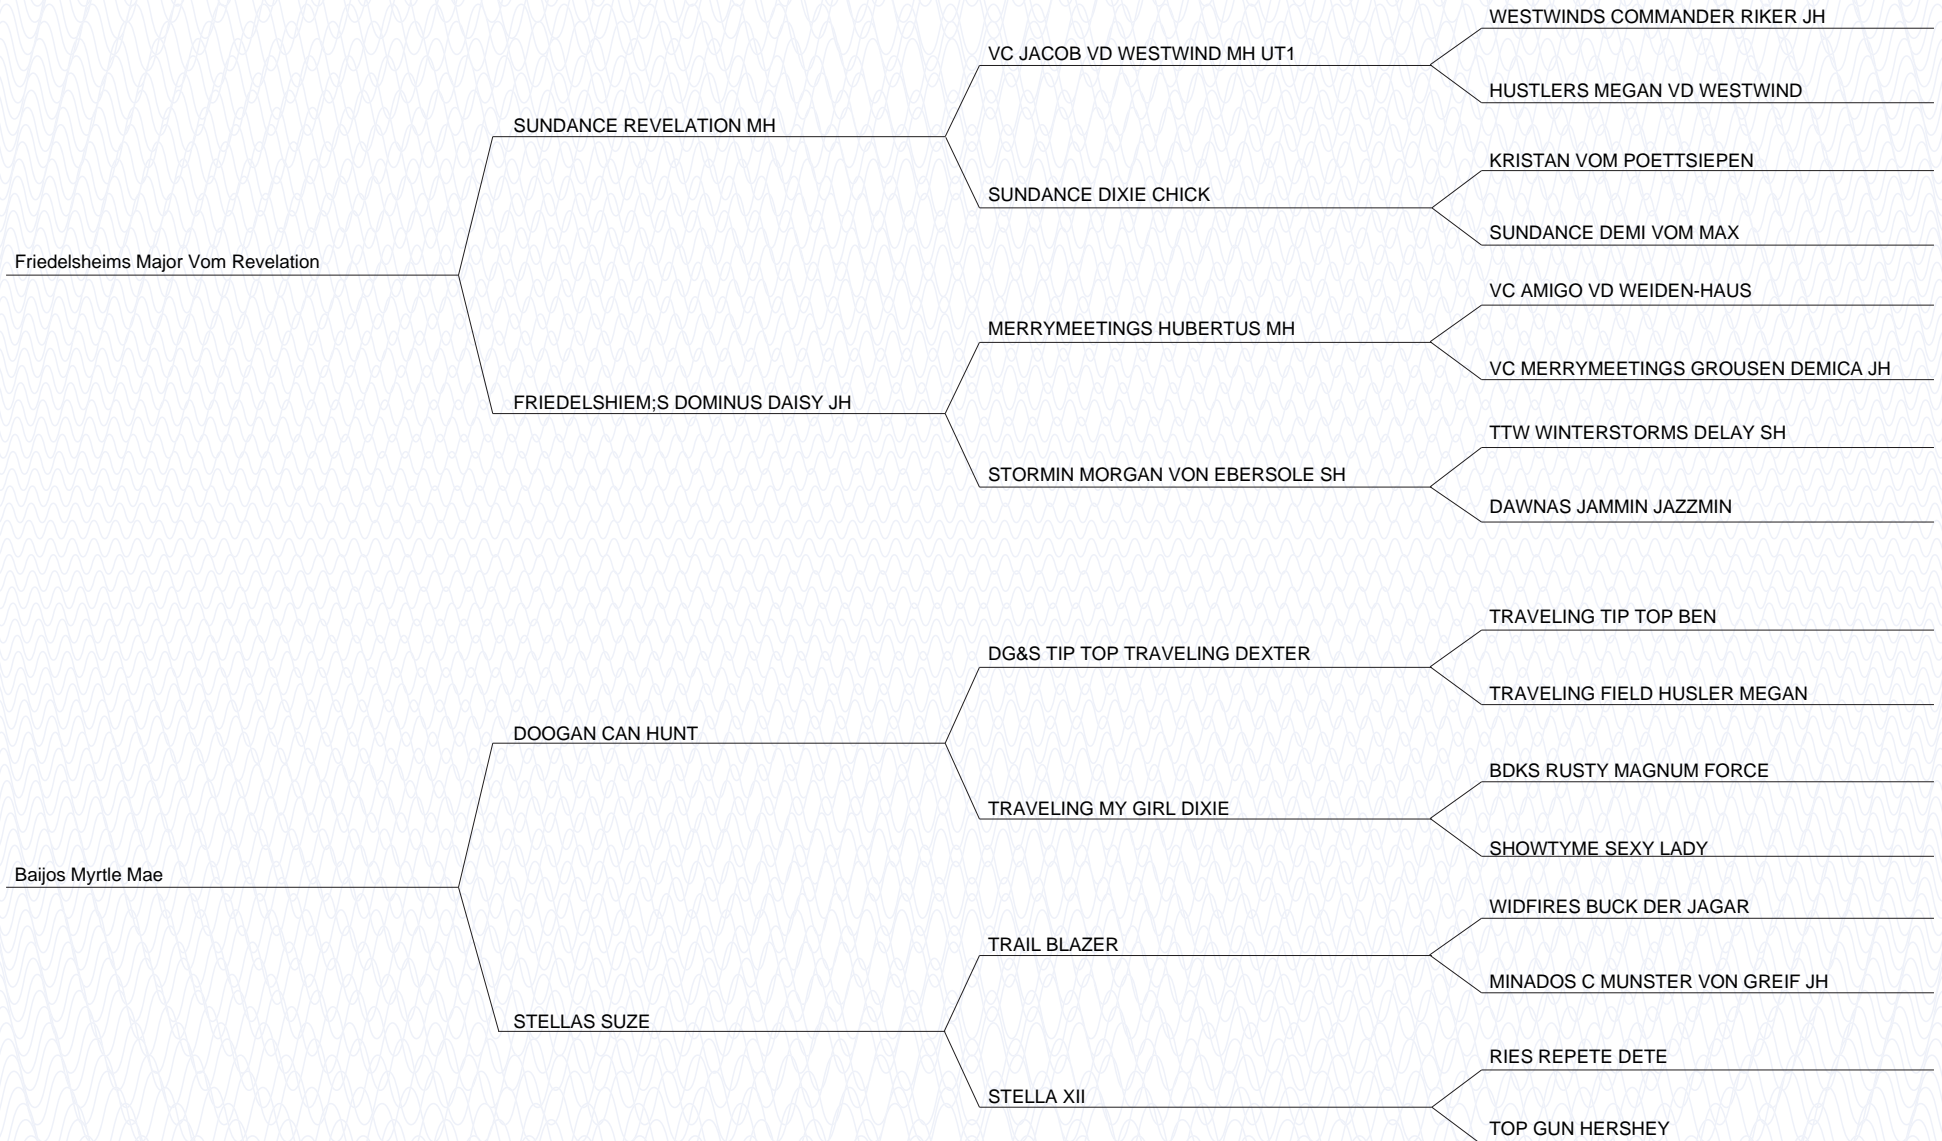 WESTWINDS COMMANDER RIKER JH
VC JACOB VD WESTWIND MH UT1
HUSTLERS MEGAN VD WESTWIND
SUNDANCE REVELATION MH
KRISTAN VOM POETTSIEPEN
SUNDANCE DIXIE CHICK
SUNDANCE DEMI VOM MAX
Friedelsheims Major Vom Revelation
VC AMIGO VD WEIDEN-HAUS
MERRYMEETINGS HUBERTUS MH
VC MERRYMEETINGS GROUSEN DEMICA JH
FRIEDELSHIEM;S DOMINUS DAISY JH
TTW WINTERSTORMS DELAY SH
STORMIN MORGAN VON EBERSOLE SH
DAWNAS JAMMIN JAZZMIN
TRAVELING TIP TOP BEN
DG&S TIP TOP TRAVELING DEXTER
TRAVELING FIELD HUSLER MEGAN
DOOGAN CAN HUNT
BDKS RUSTY MAGNUM FORCE
TRAVELING MY GIRL DIXIE
SHOWTYME SEXY LADY
Baijos Myrtle Mae
WIDFIRES BUCK DER JAGAR
TRAIL BLAZER
MINADOS C MUNSTER VON GREIF JH
STELLAS SUZE
RIES REPETE DETE
STELLA XII
TOP GUN HERSHEY